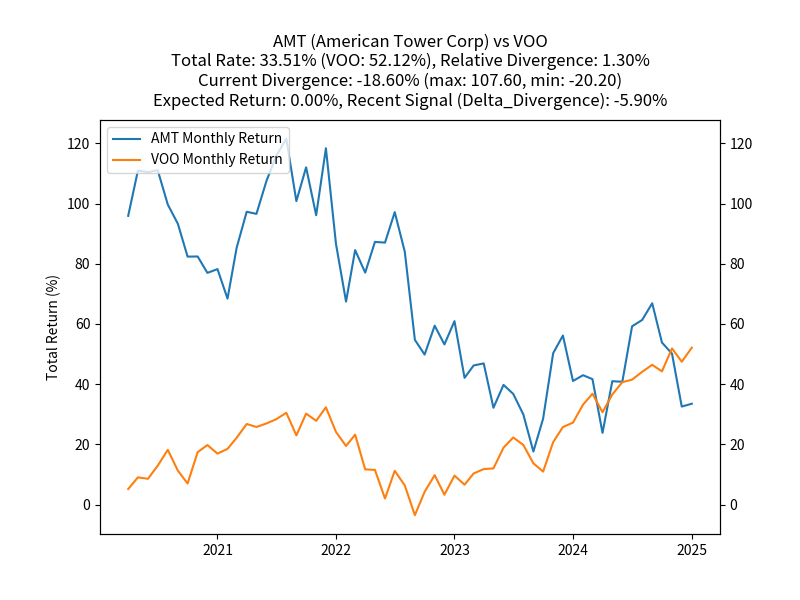 AMT (American Tower Corp) vs VOO
Total Rate: 33.51% (VOO: 52.12%), Relative Divergence: 1.30%
Current Divergence: -18.60% (max: 107.60, min: -20.20)
Expected Return: 0.00%, Recent Signal (Delta_Divergence): -5.90%
AMT Monthly Return
VOO Monthly Return
120
100
80
60
40
20
0
Total Return (%)
120
100
80
60
40
20
0
2021
2022
2023
2024
2025